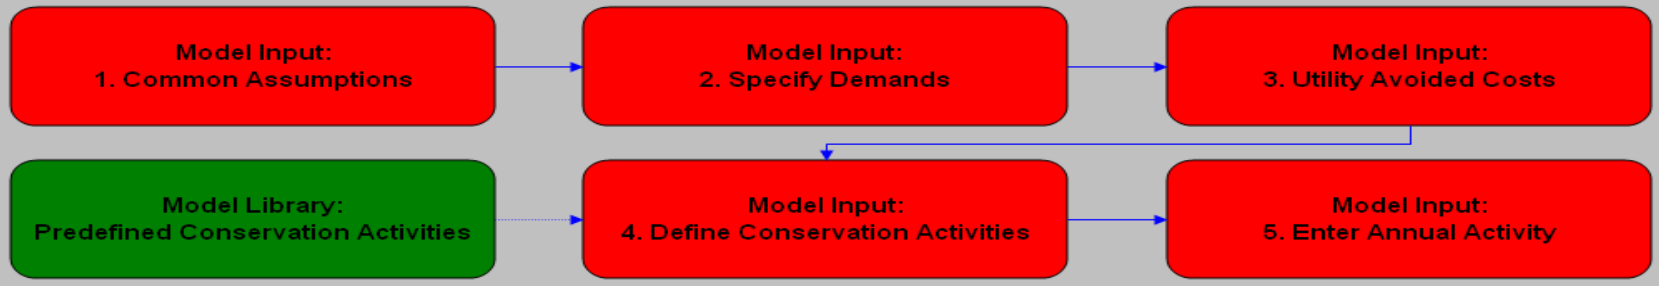 Model Input:
1. Common Assumptions
Model Input:
2. Specify Demands
Model Input:
3. Utility Avoided Costs
Model Library:
Predefined Conservation Activities
Model Input:
4. Define Conservation Activities
Model Input:
5. Enter Annual Activity